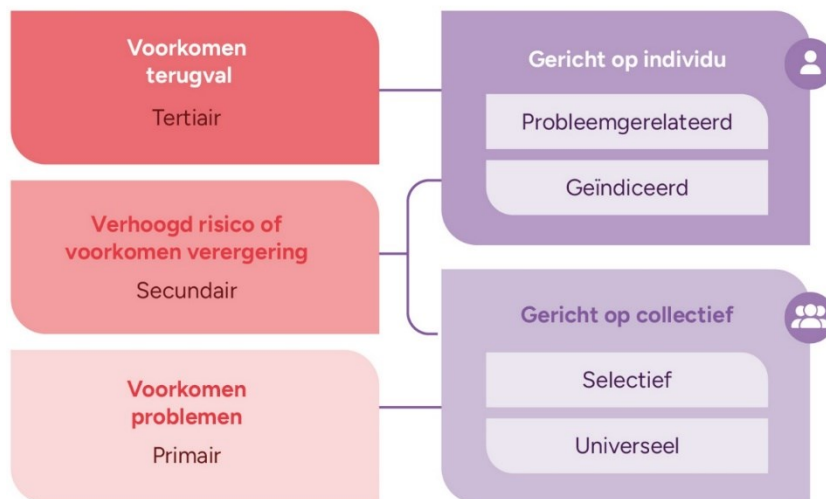 Voorkomen
terugval
Tertiair
Verhoogd risico of
voorkomen verergering
Secundair
Voorkomen
problemen
Primair
Gericht op individu
Probleemgerelateerd
Geïndiceerd
Gericht op collectief
Selectief
Universeel